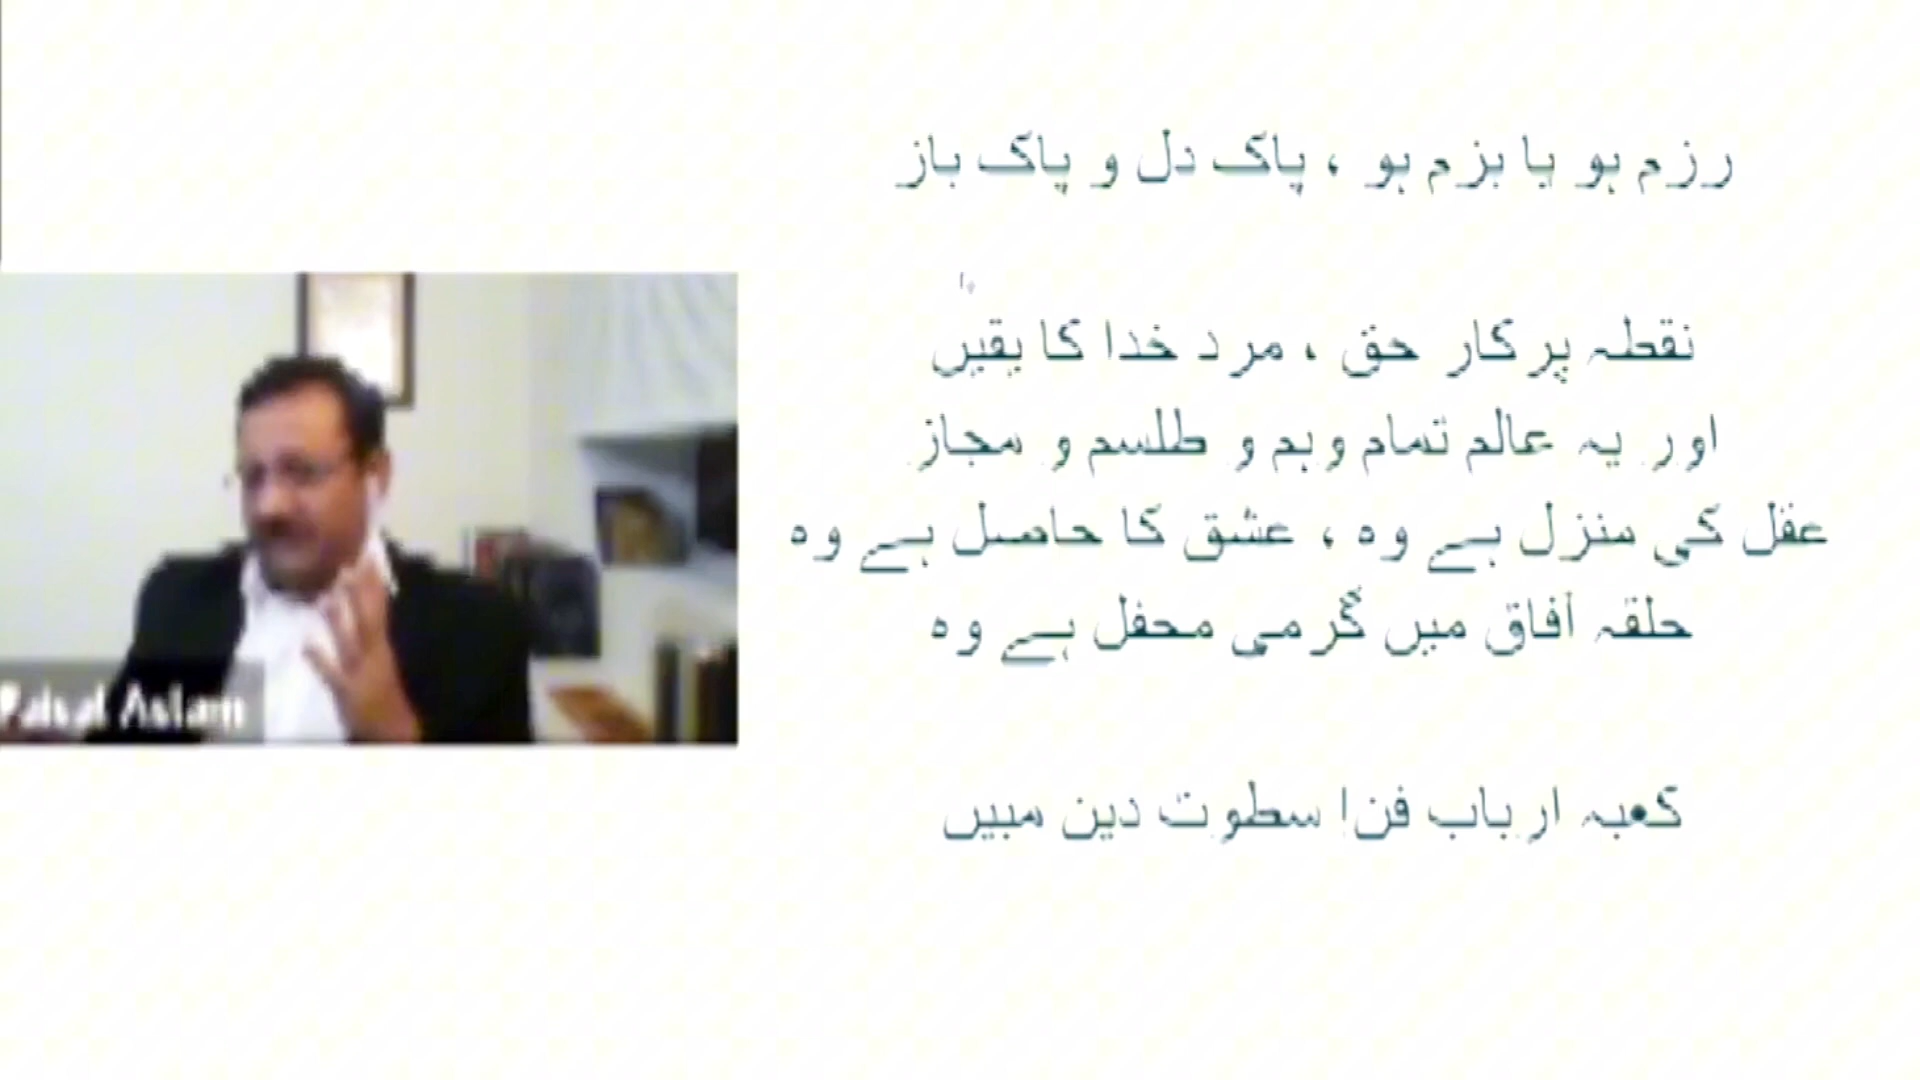 رزم ہو یا بزم ہو ، پاک دل و پاک باز
نقطہ پرکار حق ، مرد خدا کا یقیں
اور یہ عالم تمام وہم و طلسم و مجاز
عقل کی منزل ہے وہ ، عشق کا حاصل ہے وہ
حلقہ آفاق میں گرمی محفل ہے وہ
کعبہ ارباب فن! سطوت دین مبیں
Faisal Aslam